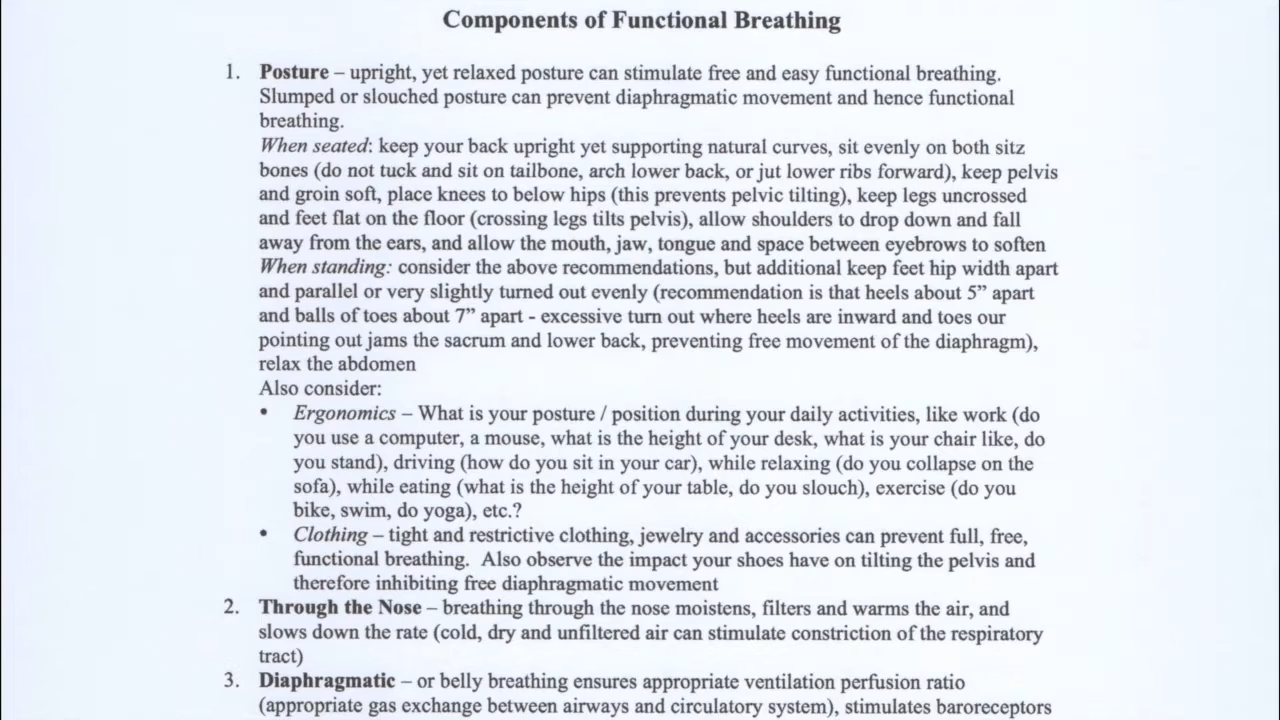 Components of Functional Breathing
1. Posture – upright, yet relaxed posture can stimulate free and easy functional breathing.
Slumped or slouched posture can prevent diaphragmatic movement and hence functional
breathing.
When seated: keep your back upright yet supporting natural curves, sit evenly on both sitz
bones (do not tuck and sit on tailbone, arch lower back, or jut lower ribs forward), keep pelvis
and groin soft, place knees to below hips (this prevents pelvic tilting), keep legs uncrossed
and feet flat on the floor (crossing legs tilts pelvis), allow shoulders to drop down and fall
away from the ears, and allow the mouth, jaw, tongue and space between eyebrows to soften
When standing: consider the above recommendations, but additional keep feet hip width apart
and parallel or very slightly turned out evenly (recommendation is that heels about 5” apart
and balls of toes about 7” apart - excessive turn out where heels are inward and toes our
pointing out jams the sacrum and lower back, preventing free movement of the diaphragm),
relax the abdomen
Also consider:
• Ergonomics – What is your posture / position during your daily activities, like work (do
you use a computer, a mouse, what is the height of your desk, what is your chair like, do
you stand), driving (how do you sit in your car), while relaxing (do you collapse on the
sofa), while eating (what is the height of your table, do you slouch), exercise (do you
bike, swim, do yoga), etc.?
• Clothing – tight and restrictive clothing, jewelry and accessories can prevent full, free,
functional breathing.  Also observe the impact your shoes have on tilting the pelvis and
therefore inhibiting free diaphragmatic movement
2. Through the Nose – breathing through the nose moistens, filters and warms the air, and
slows down the rate (cold, dry and unfiltered air can stimulate constriction of the respiratory
tract)
3. Diaphragmatic – or belly breathing ensures appropriate ventilation perfusion ratio
(appropriate gas exchange between airways and circulatory system), stimulates baroreceptors